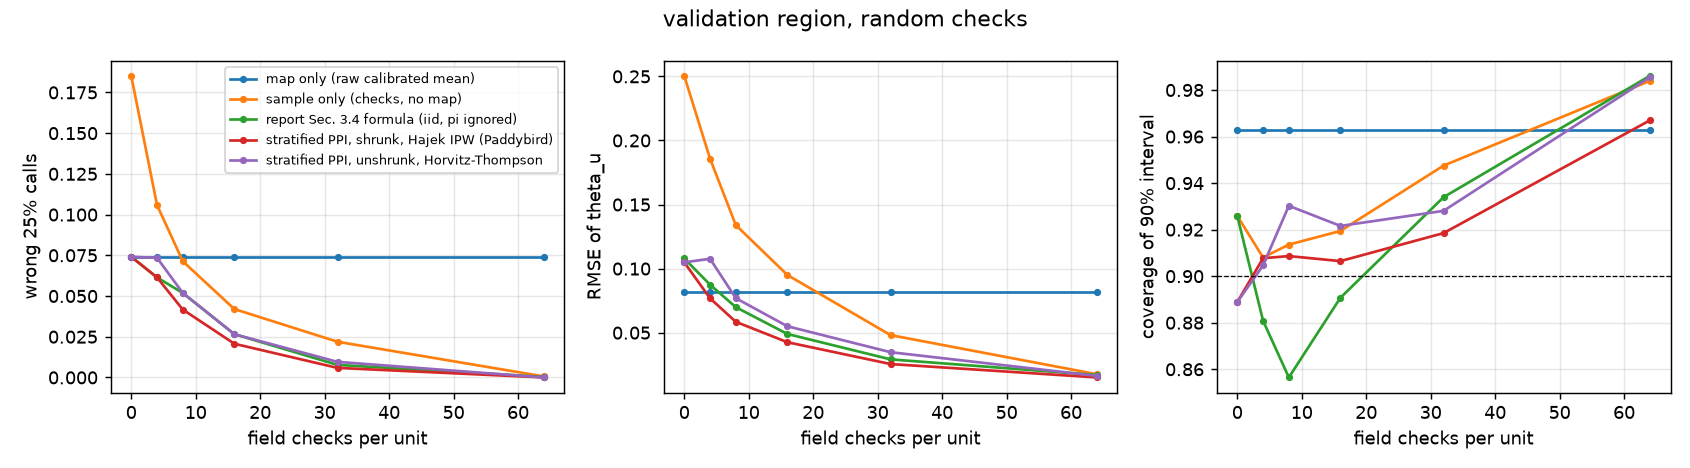 validation region, random checks
wrong 25% calls
0.175
0.150
0.125
0.100
0.075
0.050
0.025
0.000
map only (raw calibrated mean)
sample only (checks, no map)
report Sec. 3.4 formula (iid, pi ignored)
stratified PPI, shrunk, Hajek IPW (Paddybird)
stratified PPI, unshrunk, Horvitz-Thompson
0 10 20 30 40 50 60
field checks per unit
RMSE of theta_u
0.25
0.20
0.15
0.10
0.05
0 10 20 30 40 50 60
field checks per unit
coverage of 90% interval
0.98
0.96
0.94
0.92
0.90
0.88
0.86
0 10 20 30 40 50 60
field checks per unit